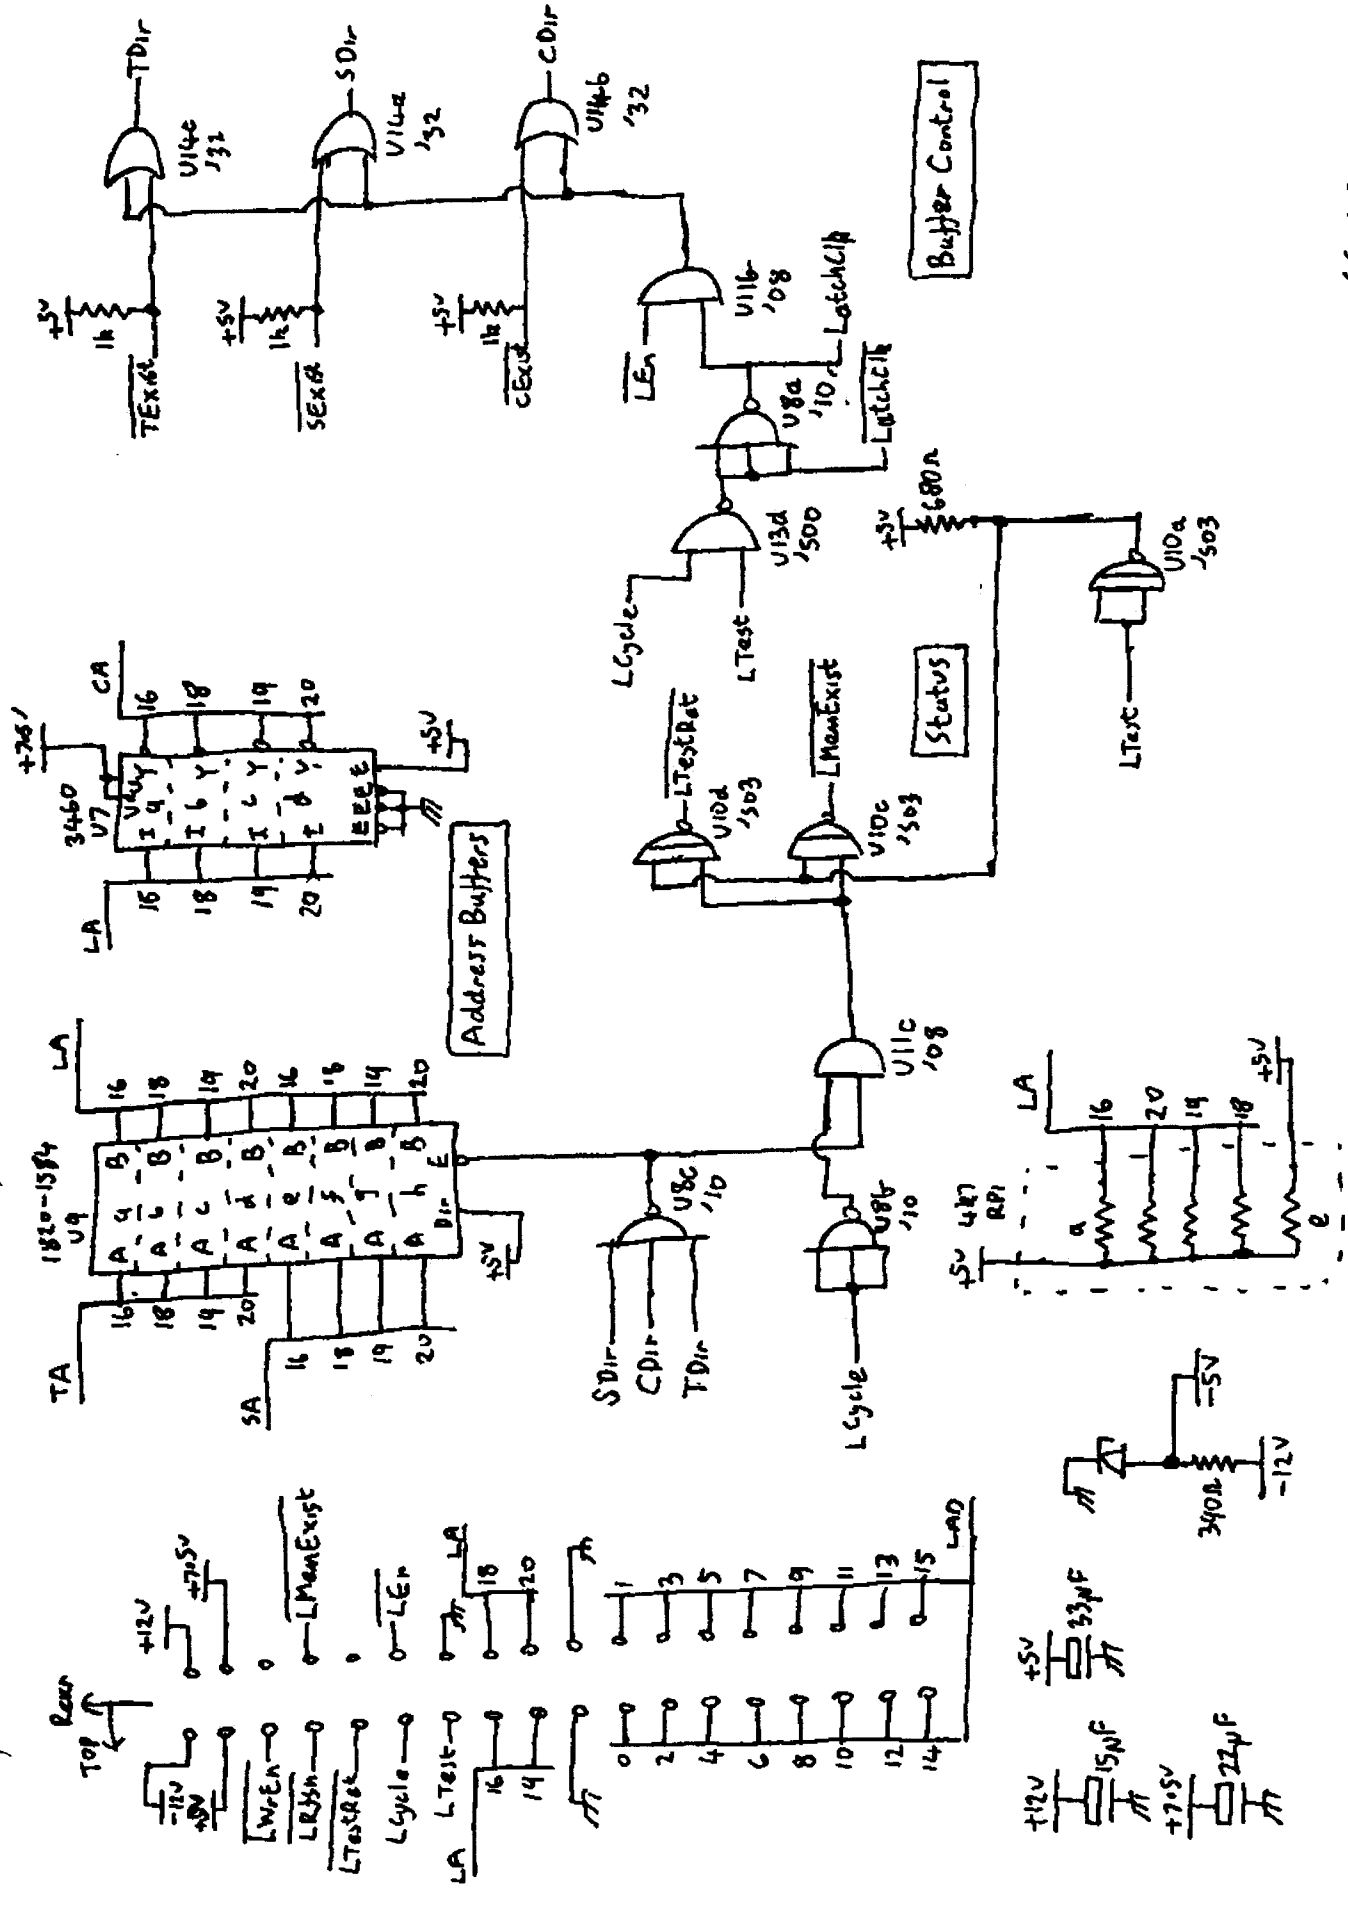 TOP
Rear
-12V
+12V
+5V
+7.5V
LWrEn
LRdSn
LMemExist
LTestRet
LCycle
LEn
LTest
LA
16
18
19
20
LA
0
1
2
3
4
5
6
7
8
9
10
11
12
13
14
15
LAD
+12V
15µF
+5V
33µF
+7.5V
22µF
340Ω
-12V
-5V
TA
16
18
19
20
SA
16
18
19
20
1820-1584
U9
A a B
A b B
A c B
A d B
A e B
A f B
A g B
A h B
Dir E
+5V
LA
16
18
19
20
16
18
19
20
LA
16
18
19
20
3460
U7
+7.5V
I a Y
I b Y
I c Y
I d Y
E E E E
+5V
CA
16
18
19
20
Address Buffers
SDir
CDir
TDir
U8c
'10
LCycle
U8b
'10
U11c
'08
U10d
'S03
LTestRet
U10c
'S03
LMemExist
Status
LTest
U10a
'S03
+5V
680Ω
+5V
4k7
RP1
a
e
LA
16
20
19
18
+5V
LCycle
LTest
U13d
'S00
U8a
'10
LatchClk
LatchClk
LEn
U11b
'08
TExist
+5V
1k
U14c
'32
TDir
SExist
+5V
1k
U14a
'32
SDir
CExist
+5V
1k
U14b
'32
CDir
Buffer Control